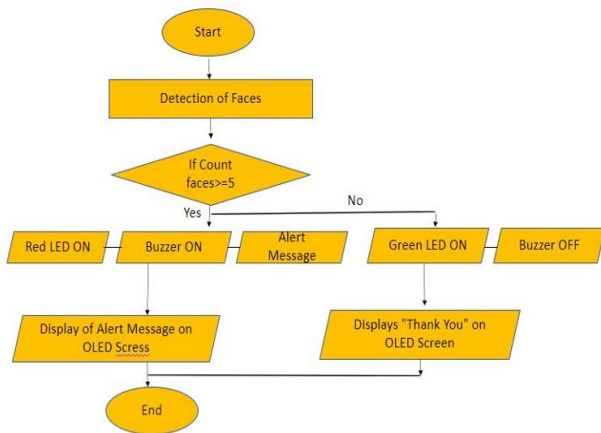 Start
Detection of Faces
If Count
faces>=5
Yes
No
Red LED ON
Buzzer ON
Alert
Message
Green LED ON
Buzzer OFF
Display of Alert Message on
OLED Scress
Displays "Thank You" on
OLED Screen
End